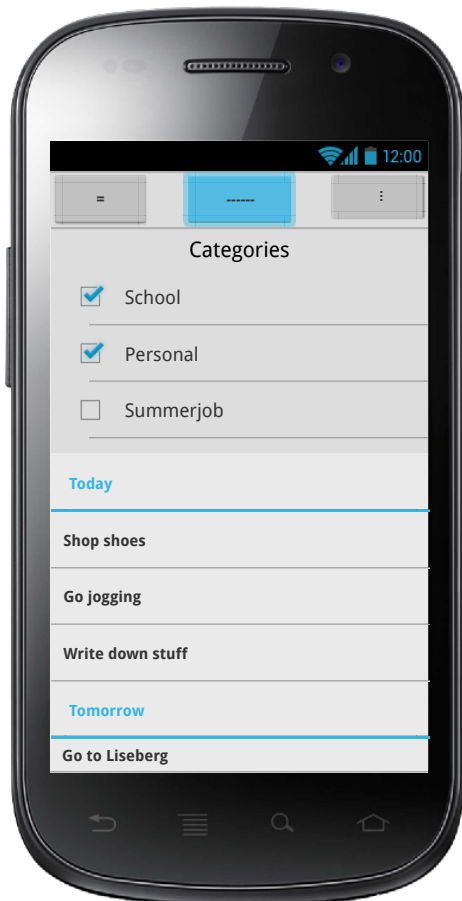 12:00
= ------ ⋮
Categories
School
Personal
Summerjob
Today
Shop shoes
Go jogging
Write down stuff
Tomorrow
Go to Liseberg